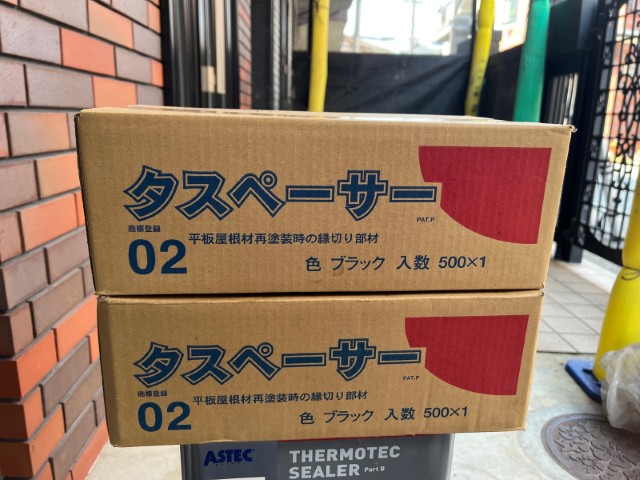 タスペーサー
PAT.P
商標登録
02 平板屋根材再塗装時の縁切り部材
色 ブラック 入数 500×1
タスペーサー
PAT.P
商標登録
02 平板屋根材再塗装時の縁切り部材
色 ブラック 入数 500×1
ASTEC THERMOTEC
SEALER Part B